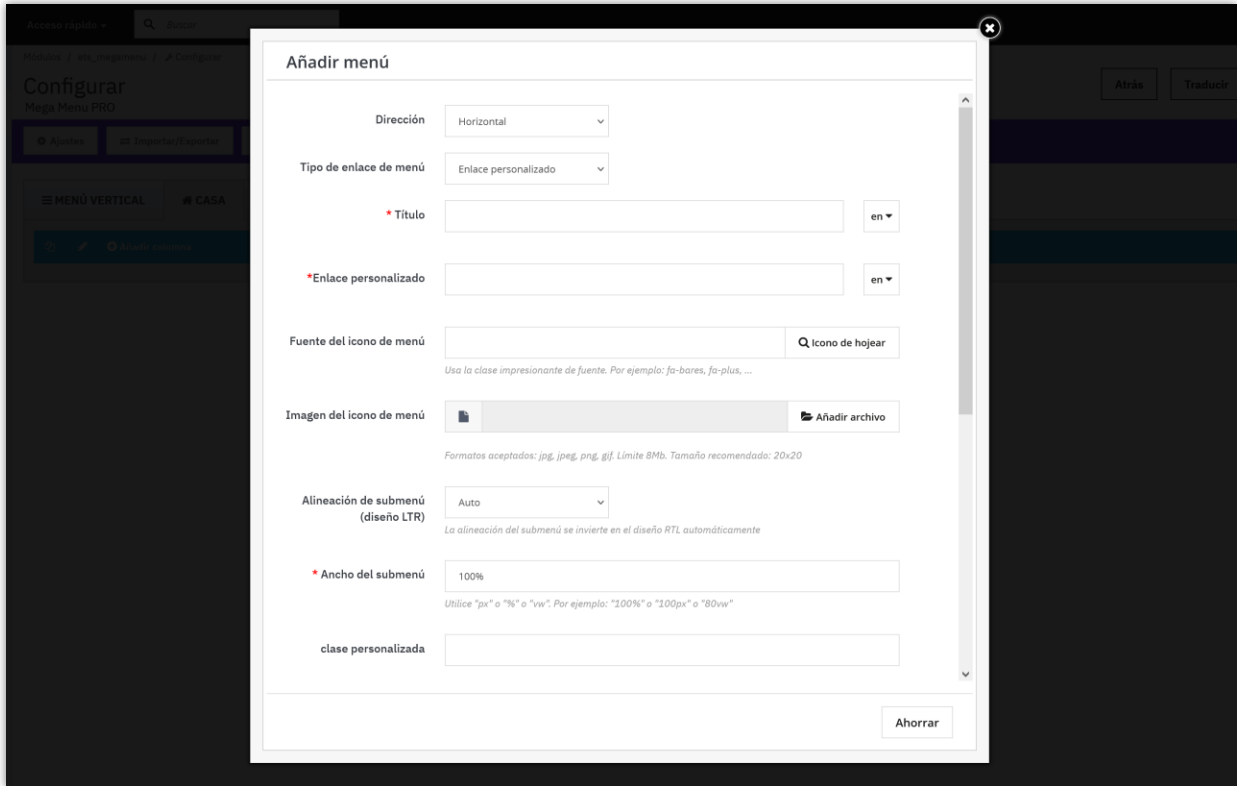 Acceso rápido
Buscar
Módulos / ets_megamenu / Configurar
Configurar
Mega Menu PRO
Atrás
Traducir
Ajustes
Importar/Exportar
MENÚ VERTICAL
CASA
Añadir columna
Añadir menú
Dirección
Horizontal
Tipo de enlace de menú
Enlace personalizado
* Título
en
*Enlace personalizado
en
Fuente del icono de menú
Icono de hojear
Usa la clase impresionante de fuente. Por ejemplo: fa-bares, fa-plus, ...
Imagen del icono de menú
Añadir archivo
Formatos aceptados: jpg, jpeg, png, gif. Límite 8Mb. Tamaño recomendado: 20x20
Alineación de submenú
(diseño LTR)
Auto
La alineación del submenú se invierte en el diseño RTL automáticamente
* Ancho del submenú
100%
Utilice "px" o "%" o "vw". Por ejemplo: "100%" o "100px" o "80vw"
clase personalizada
Ahorrar